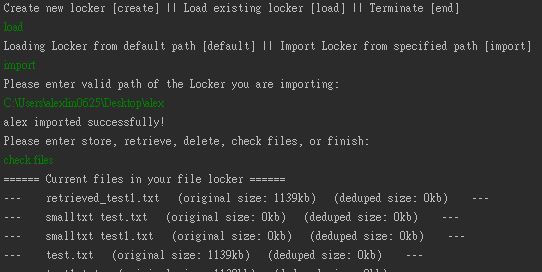 Create new locker [create] || Load existing locker [load] || Terminate [end]
load
Loading Locker from default path [default] || Import Locker from specified path [import]
import
Please enter valid path of the Locker you are importing:
C:\Users\alexlm0625\Desktop\alex
alex imported successfully!
Please enter store, retrieve, delete, check files, or finish:
check files
====== Current files in your file locker ======
--- retrieved_test1.txt (original size: 1139kb) (deduped size: 0kb) ---
--- smalltxt test.txt (original size: 0kb) (deduped size: 0kb) ---
--- smalltxt test1.txt (original size: 0kb) (deduped size: 0kb) ---
--- test.txt (original size: 1139kb) (deduped size: 0kb) ---